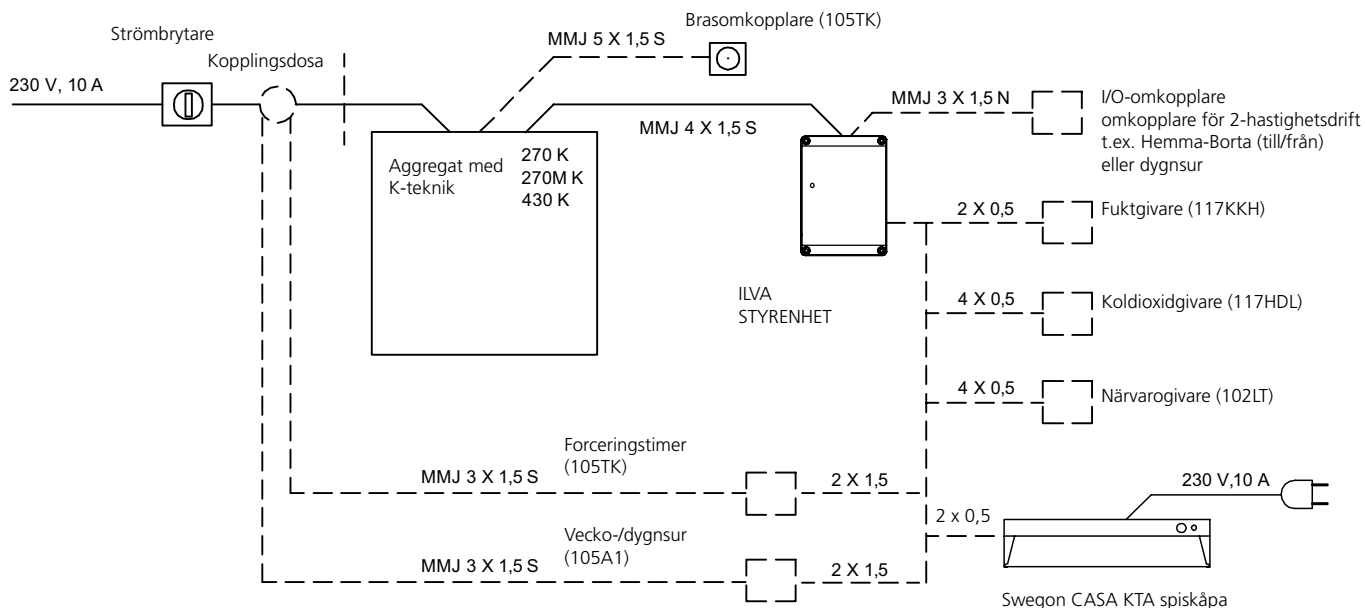 Brasomkopplare (105TK)
Strömbrytare
MMJ 5 X 1,5 S
Kopplingsdosa
230 V, 10 A
MMJ 3 X 1,5 N
I/O-omkopplare
omkopplare för 2-hastighetsdrift
t.ex. Hemma-Borta (till/från)
eller dygnsur
MMJ 4 X 1,5 S
Aggregat med
K-teknik
270 K
270M K
430 K
2 X 0,5
Fuktgivare (117KKH)
ILVA
STYRENHET
4 X 0,5
Koldioxidgivare (117HDL)
4 X 0,5
Närvarogivare (102LT)
Forceringstimer
(105TK)
MMJ 3 X 1,5 S
2 X 1,5
230 V,10 A
2 x 0,5
Vecko-/dygnsur
(105A1)
MMJ 3 X 1,5 S
2 X 1,5
Swegon CASA KTA spiskåpa